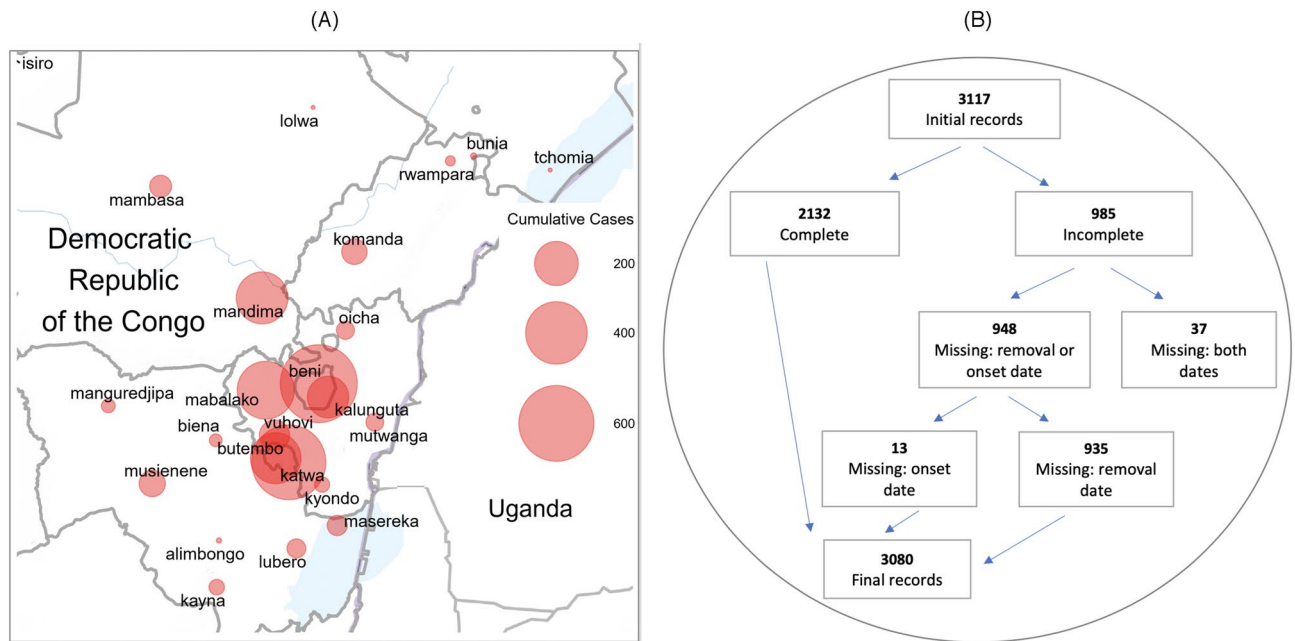 (A)
isiro
lolwa
bunia
rwampara
tchomia
mambasa
Cumulative Cases
Democratic
Republic
of the Congo
komanda
200
mandima
oicha
400
beni
mabalako
manguredjipa
kalunguta
vuhovi
biena
mutwanga
600
butembo
katwa
musienene
kyondo
Uganda
masereka
alimbongo
lubero
kayna
(B)
3117
Initial records
2132
Complete
985
Incomplete
948
Missing: removal or
onset date
37
Missing: both
dates
13
Missing: onset
date
935
Missing: removal
date
3080
Final records